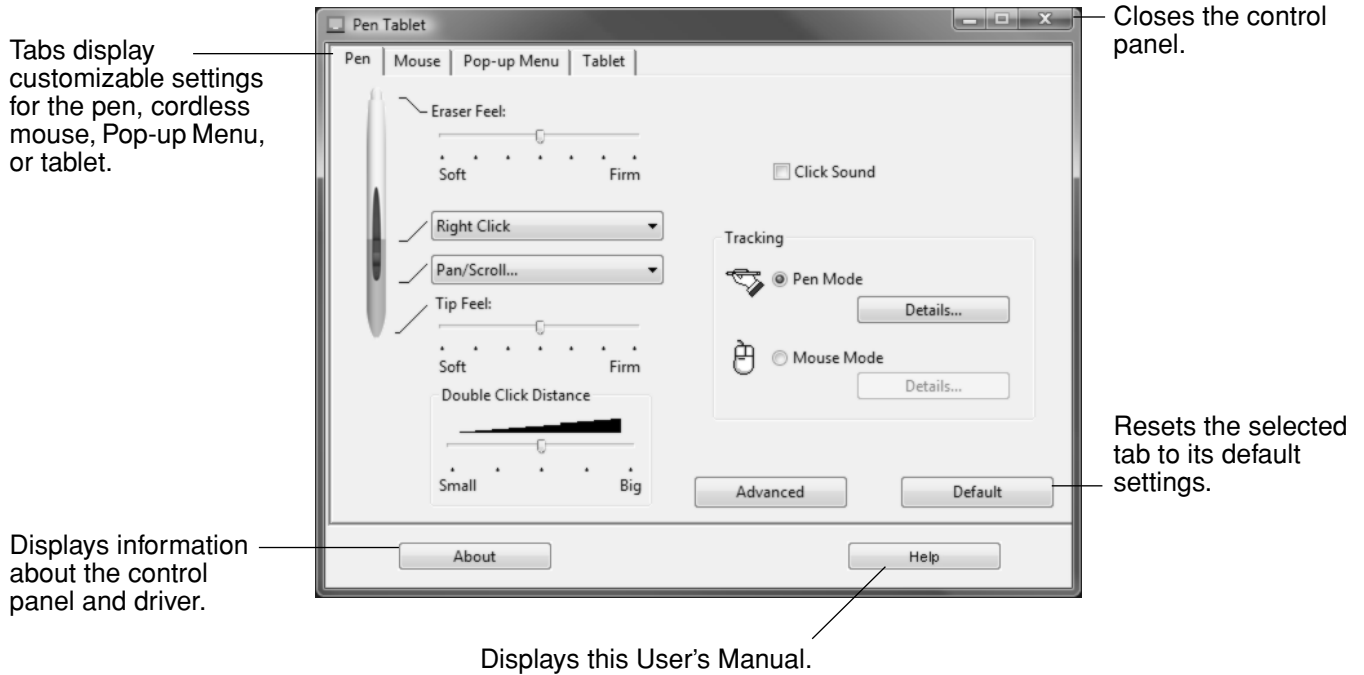 Pen Tablet
Closes the control
panel.
Tabs display
customizable settings
for the pen, cordless
mouse, Pop-up Menu,
or tablet.
Pen Mouse Pop-up Menu Tablet
Eraser Feel:
Soft Firm
Click Sound
Right Click
Pan/Scroll...
Tip Feel:
Soft Firm
Double Click Distance
Small Big
Tracking
Pen Mode
Details...
Mouse Mode
Details...
Advanced Default
Resets the selected
tab to its default
settings.
Displays information
about the control
panel and driver.
About Help
Displays this User's Manual.